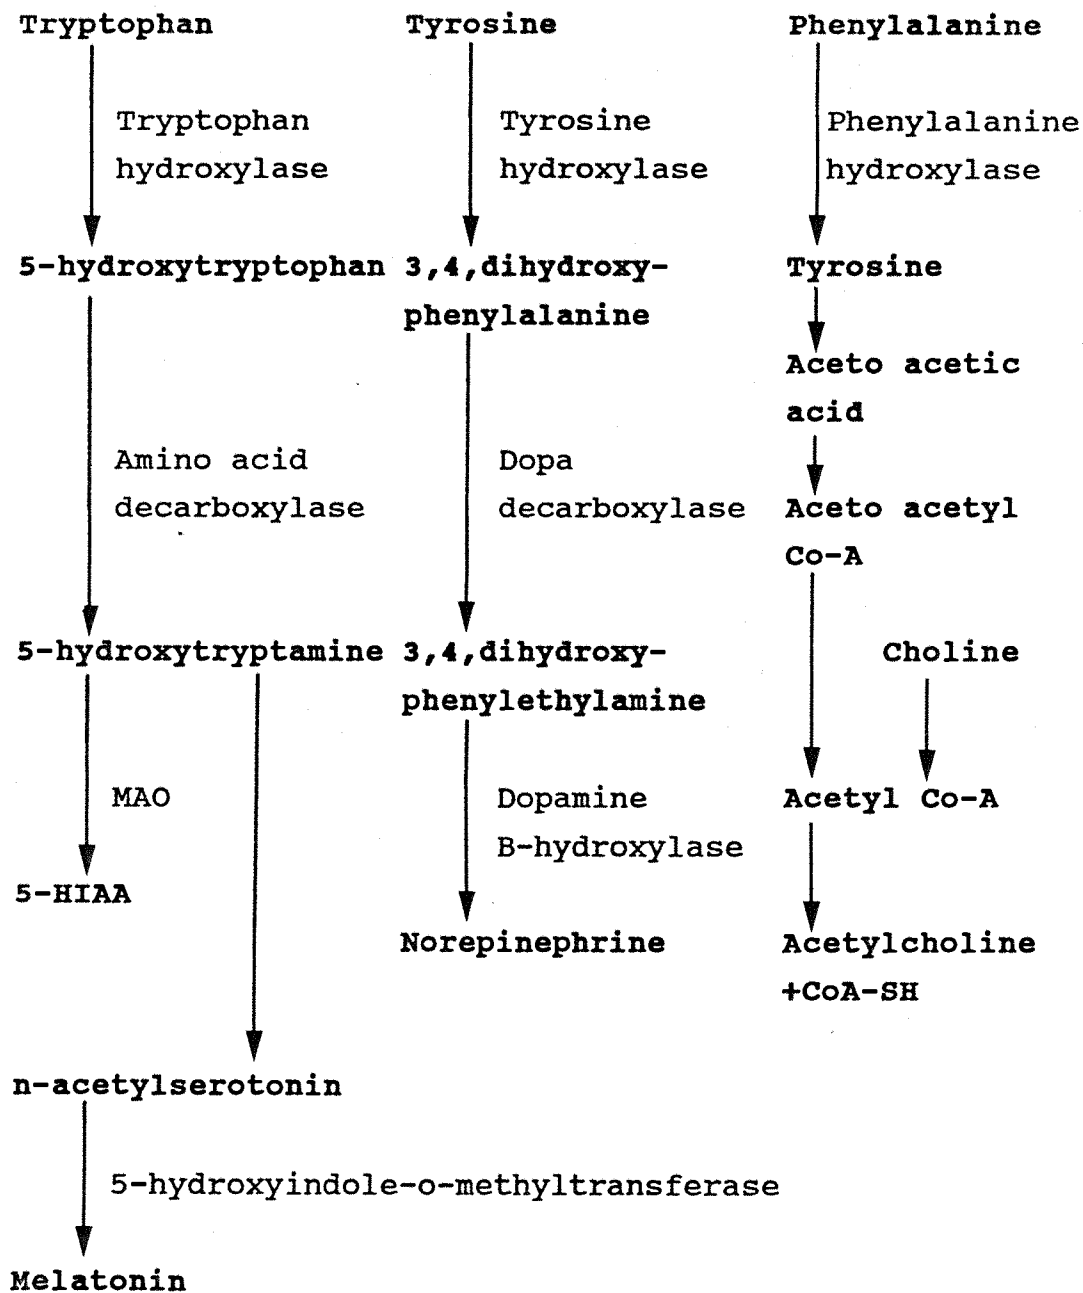 Tryptophan
Tryptophan
hydroxylase
5-hydroxytryptophan
Amino acid
decarboxylase
5-hydroxytryptamine
MAO
5-HIAA
n-acetylserotonin
5-hydroxyindole-o-methyltransferase
Melatonin
Tyrosine
Tyrosine
hydroxylase
3,4,dihydroxy-
phenylalanine
Dopa
decarboxylase
3,4,dihydroxy-
phenylethylamine
Dopamine
B-hydroxylase
Norepinephrine
Phenylalanine
Phenylalanine
hydroxylase
Tyrosine
Aceto acetic
acid
Aceto acetyl
Co-A
Choline
Acetyl Co-A
Acetylcholine
+CoA-SH